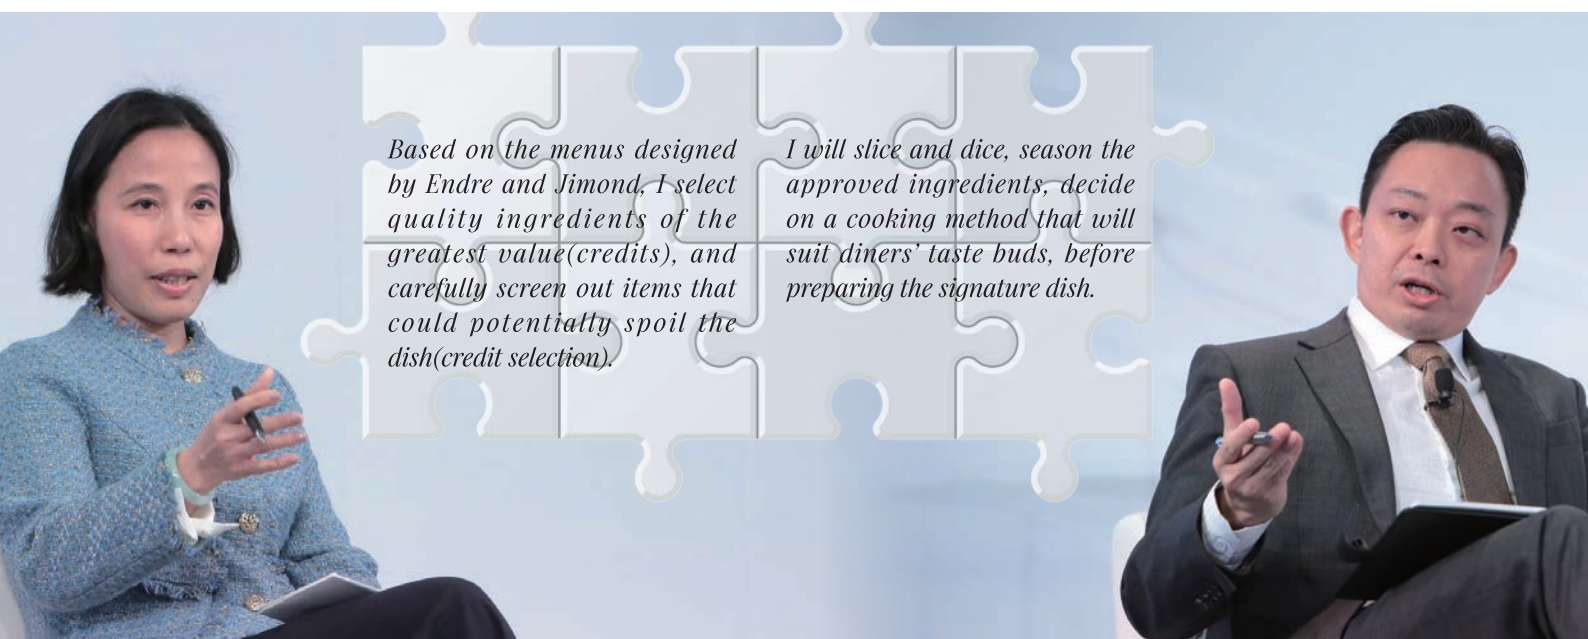 Based on the menus designed
by Endre and Jimond, I select
quality ingredients of the
greatest value(credits), and
carefully screen out items that
could potentially spoil the
dish(credit selection).
I will slice and dice, season the
approved ingredients, decide
on a cooking method that will
suit diners’ taste buds, before
preparing the signature dish.